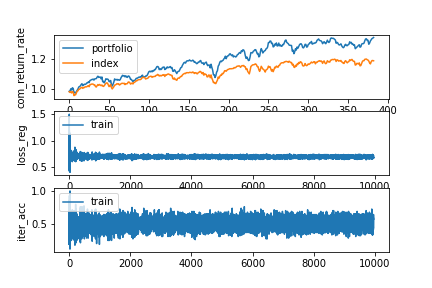 com_return_rate
portfolio
index
1.2
1.0
0 50 100 150 200 250 300 350 400
loss_reg
train
1.5
1.0
0.5
0 2000 4000 6000 8000 10000
iter_acc
train
1.0
0.5
0 2000 4000 6000 8000 10000